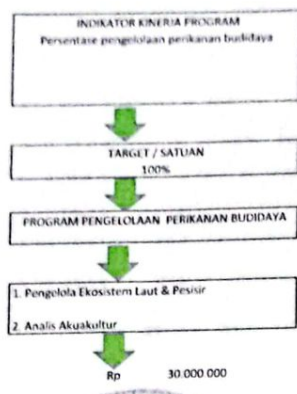 INDIKATOR KINERJA PROGRAM
Persentase pengelolaan perikanan budidaya
TARGET / SATUAN
100%
PROGRAM PENGELOLAAN PERIKANAN BUDIDAYA
1. Pengelola Ekosistem Laut & Pesisir
2. Analis Akuakultur
Rp 30.000.000